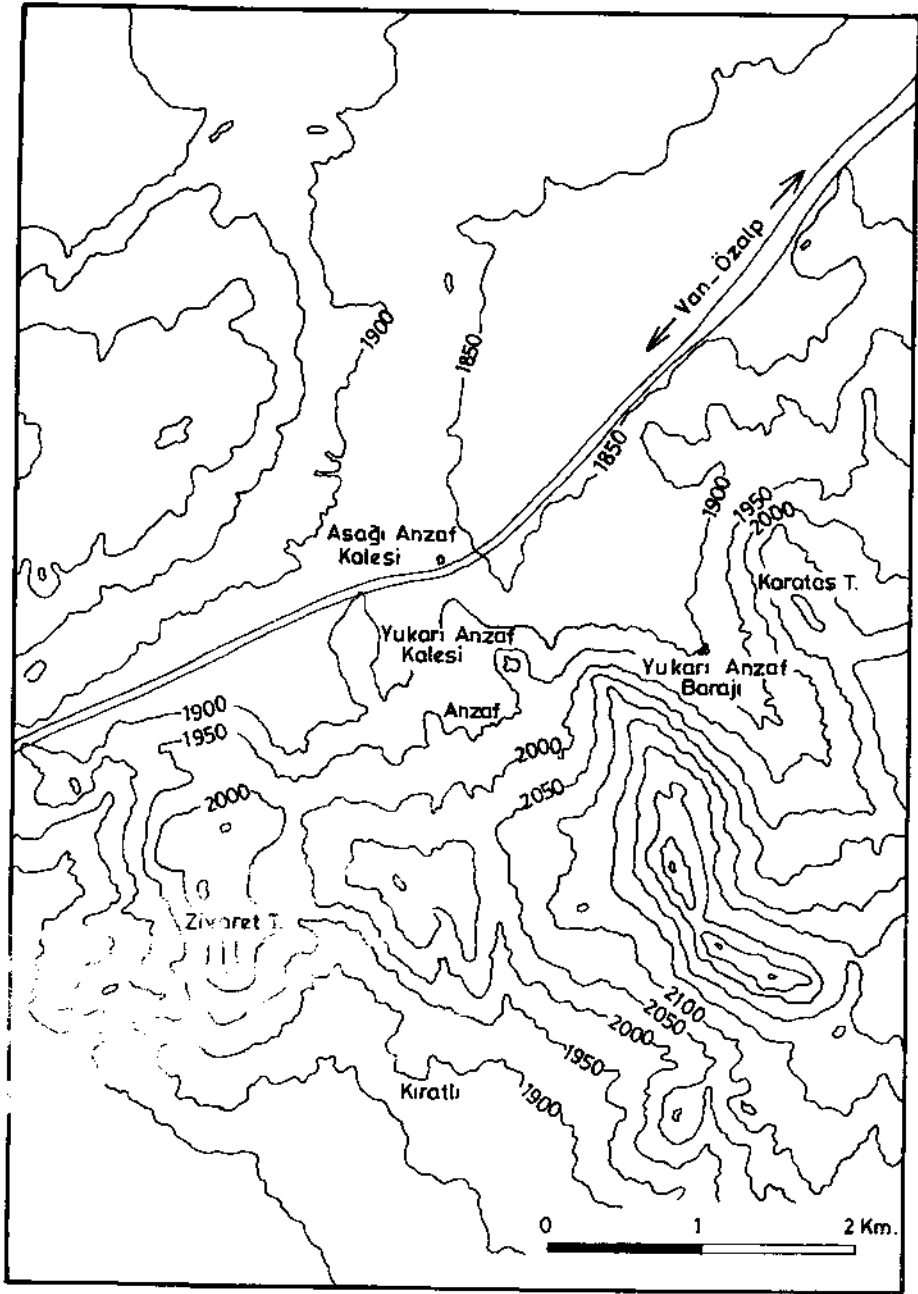 Van_Özalp
1900
1850
1850
1900
1950
2000
Aşağı Anzaf
Kalesi
Karataş T.
Yukarı Anzaf
Kalesi
Yukarı Anzaf
Barajı
Anzaf
1900
1950
2000
2000
2050
Ziyaret T.
2100
2050
2000
1950
1900
Kıratlı
0 1 2 Km.